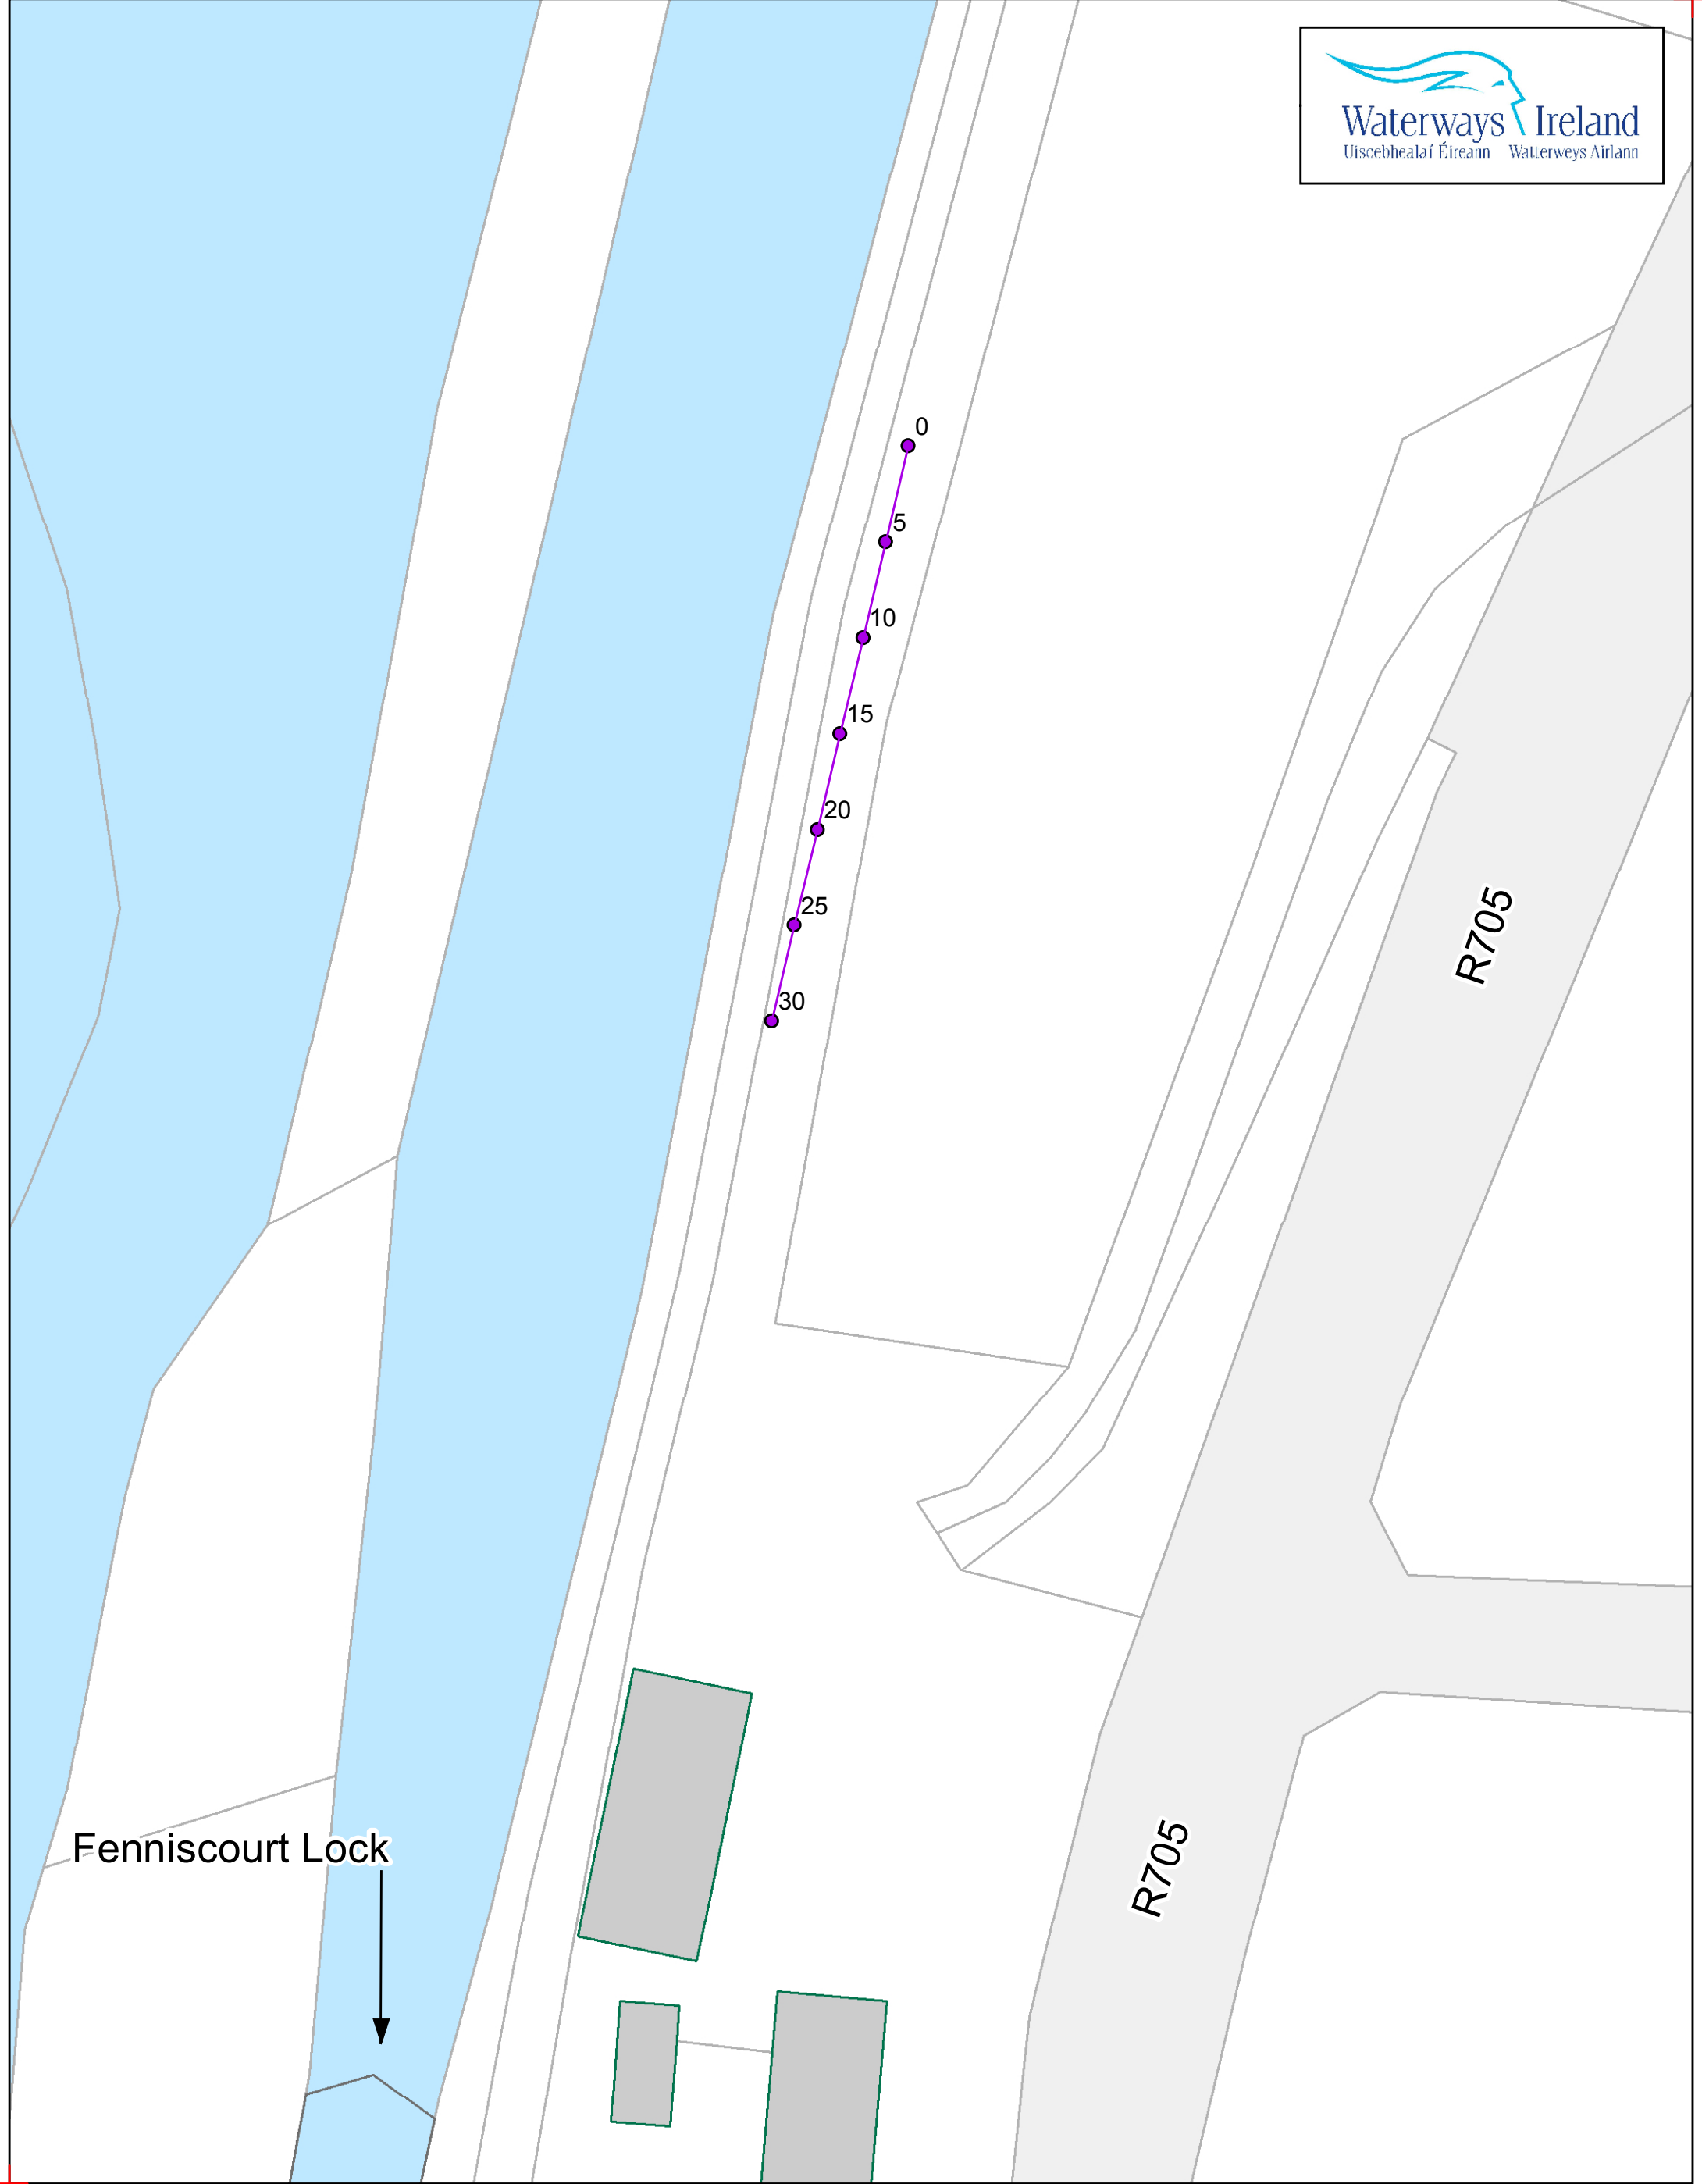 Waterways Ireland
Uiscebhealaí Éireann Watterweys Airlann
0
5
10
15
20
25
30
R705
R705
Fenniscourt Lock